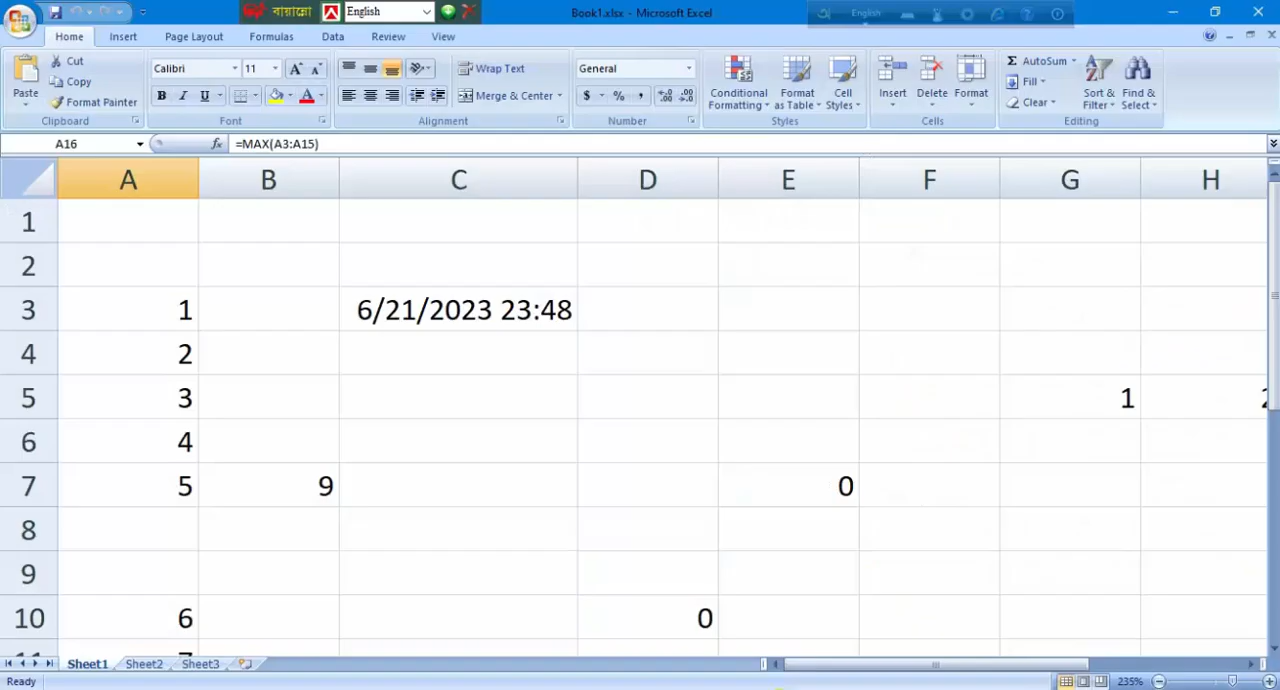 বায়ান্নো English Book1.xlsx - Microsoft Excel English
Home Insert Page Layout Formulas Data Review View
Paste Cut Copy Format Painter Clipboard
Calibri 11 B I U Font
Wrap Text Merge & Center Alignment
General $ % , Number
Conditional Formatting Format as Table Cell Styles Styles
Insert Delete Format Cells
Σ AutoSum Fill Clear Sort & Filter Find & Select Editing
A16 fx =MAX(A3:A15)
A B C D E F G H
1
2
3 1 6/21/2023 23:48
4 2
5 3 1 2
6 4
7 5 9 0
8
9
10 6 0
Sheet1 Sheet2 Sheet3
Ready 235%